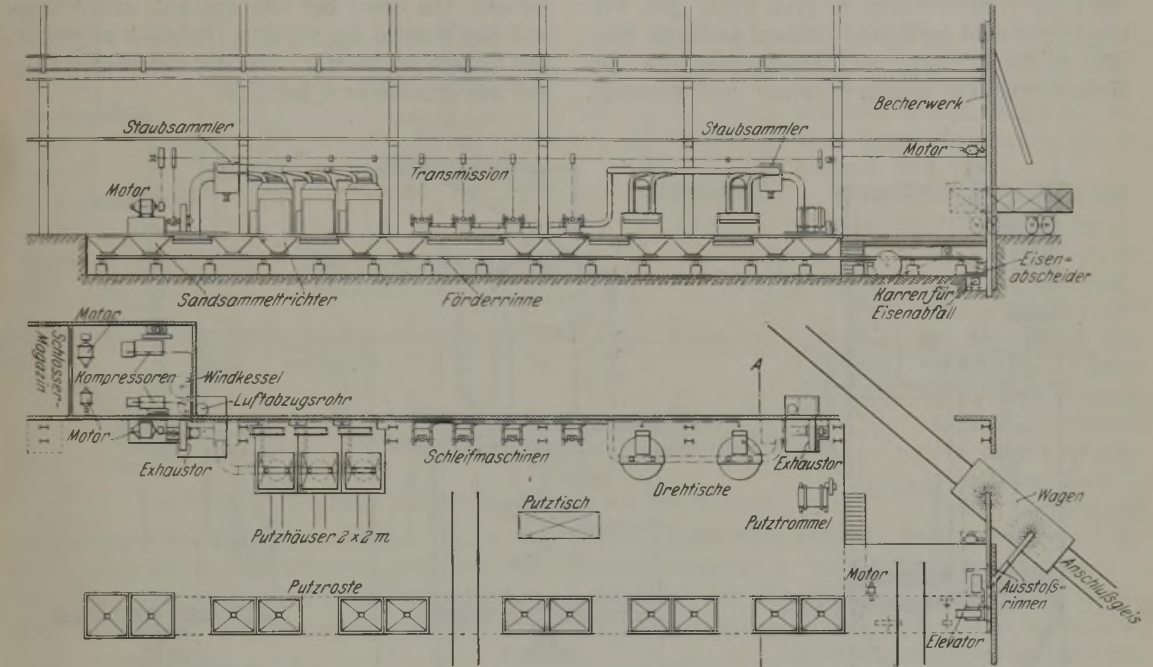 Becherwerk
Staubsammler
Staubsammler
Motor
Transmission
Motor
Eisen=
abscheider
Sandsammeltrichter
Förderrinne
Karren für
Eisenabfall
Motor
Schlosser-
Magazin
Kompressoren
Windkessel
Luftabzugsrohr
A
Motor
Exhaustor
Schleifmaschinen
Drehtische
Exhaustor
Wagen
Putztisch
Putztrommel
Putzhäuser 2 × 2 m.
Putzroste
Motor
Ausstoß-
rinnen
Anschlußgleis
Elevator